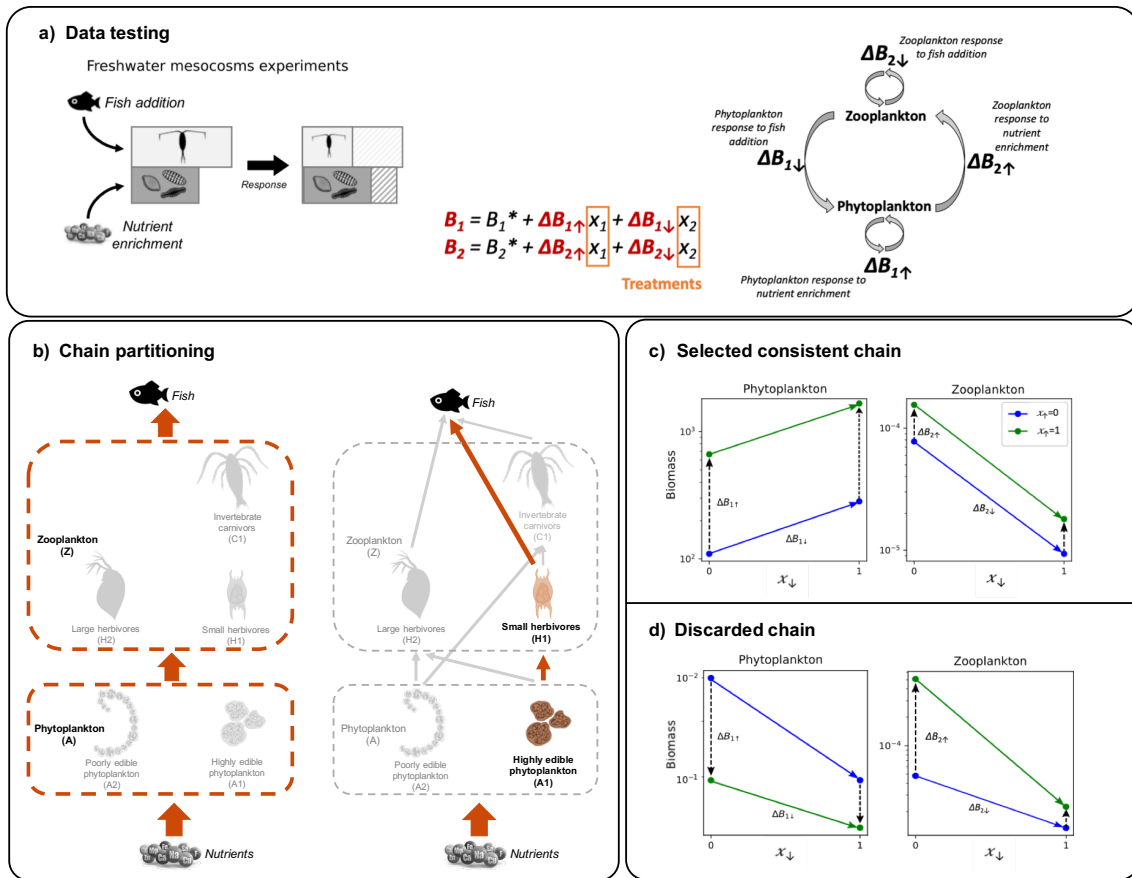 a) Data testing
Freshwater mesocosms experiments
Fish addition
Response
Nutrient
enrichment
B₁ = B₁* + ΔB₁↑ x₁ + ΔB₁↓ x₂
B₂ = B₂* + ΔB₂↑ x₁ + ΔB₂↓ x₂
Treatments
Zooplankton response
to fish addition
ΔB₂↓
Zooplankton
Phytoplankton
response to fish
addition
ΔB₁↓
Zooplankton
response to
nutrient
enrichment
ΔB₂↑
Phytoplankton
ΔB₁↑
Phytoplankton response to
nutrient enrichment
b) Chain partitioning
Fish
Invertebrate
carnivors
(C1)
Zooplankton
(Z)
Large herbivores
(H2)
Small herbivores
(H1)
Phytoplankton
(A)
Poorly edible
phytoplankton
(A2)
Highly edible
phytoplankton
(A1)
Nutrients
Fish
Invertebrate
carnivors
(C1)
Zooplankton
(Z)
Large herbivores
(H2)
Small herbivores
(H1)
Phytoplankton
(A)
Poorly edible
phytoplankton
(A2)
Highly edible
phytoplankton
(A1)
Nutrients
c) Selected consistent chain
Phytoplankton
Biomass
10³
10²
ΔB₁↑
ΔB₁↓
0 1
x↓
Zooplankton
x↑=0
x↑=1
10⁻⁴
10⁻⁵
ΔB₂↑
ΔB₂↓
0 1
x↓
d) Discarded chain
Phytoplankton
Biomass
10⁻²
10⁻¹
ΔB₁↑
ΔB₁↓
0 1
x↓
Zooplankton
10⁻⁴
ΔB₂↑
ΔB₂↓
0 1
x↓